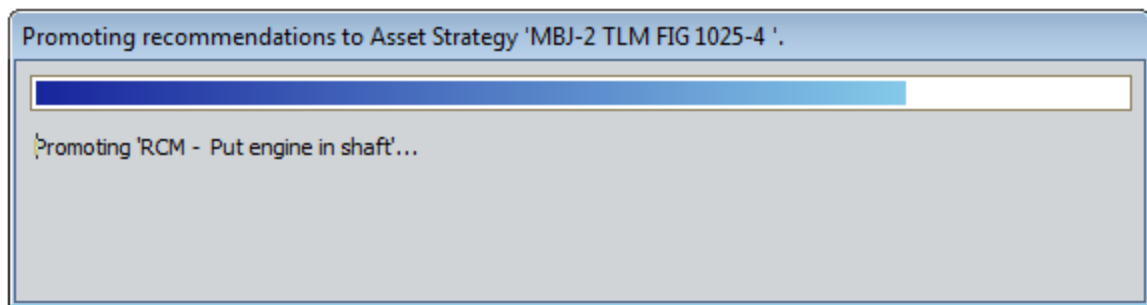 Promoting recommendations to Asset Strategy 'MBJ-2 TLM FIG 1025-4 '.
Promoting 'RCM - Put engine in shaft'...